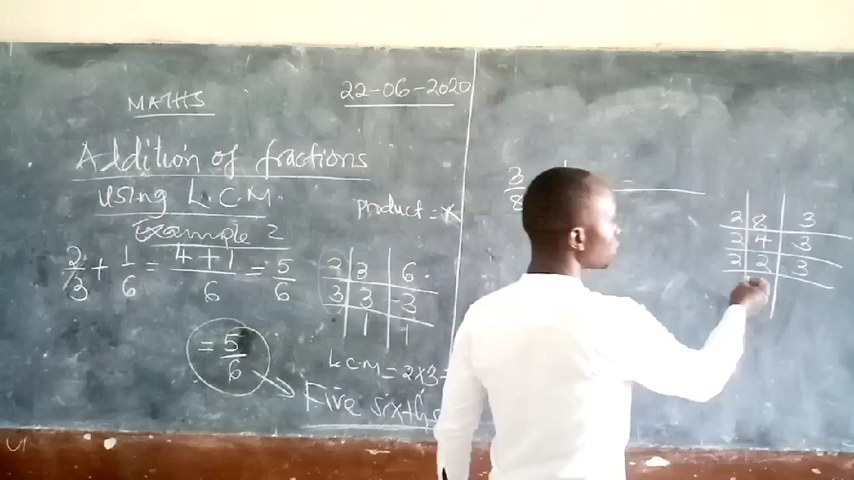 MATHS
22-06-2020
Addition of fractions
using L.C.M.
Example 2
product = x
2/3 + 1/6 = 4+1/6 = 5/6
= 5/6
Five sixths
2 | 3 | 6
3 | 3 | 3
1 | 1
L.C.M = 2x3=
3/8
2 | 8 | 3
2 | 4 | 3
2 | 2 | 3